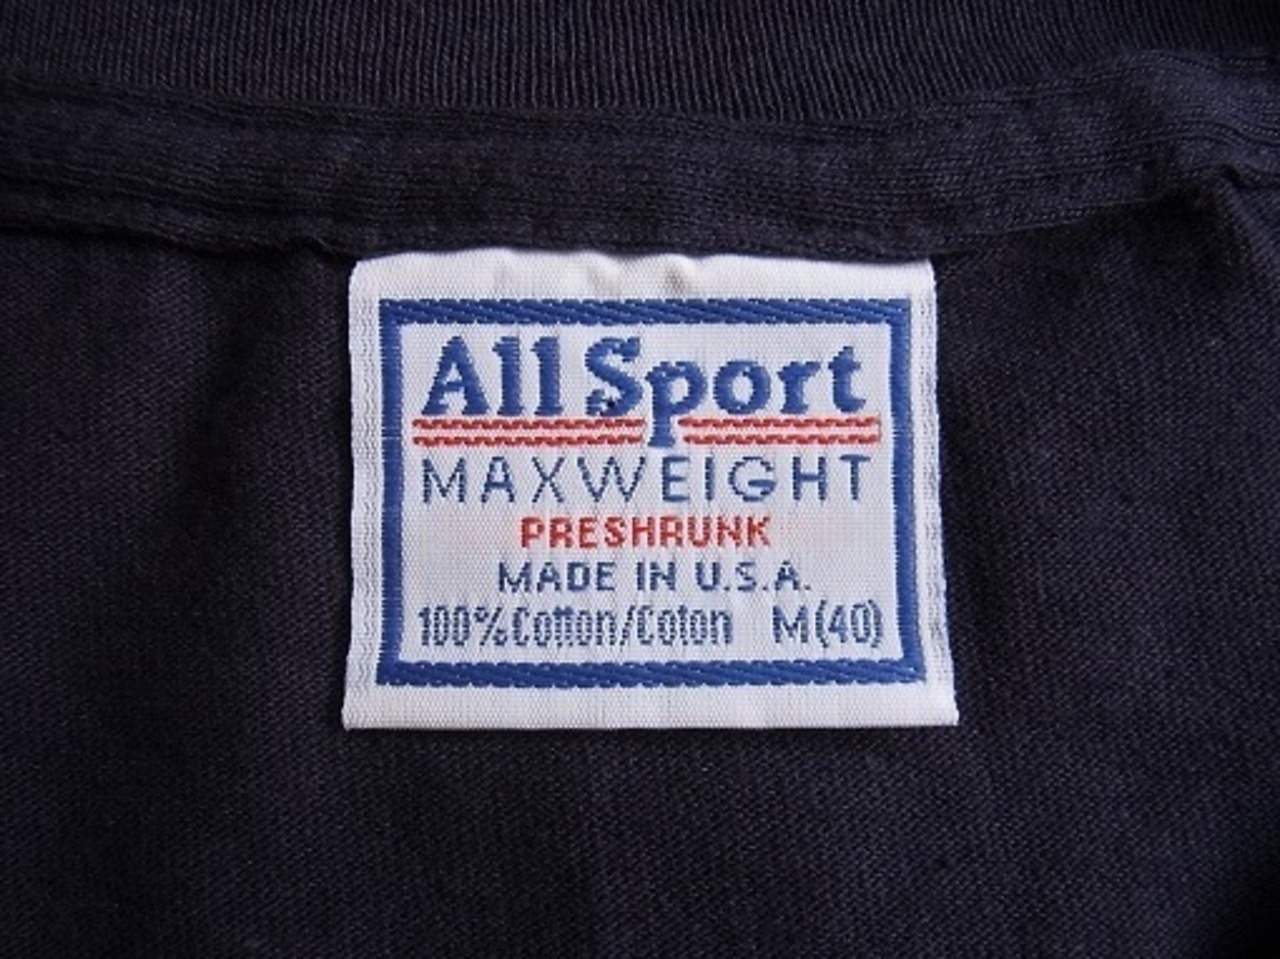 All Sport
MAXWEIGHT
PRESHRUNK
MADE IN U.S.A.
100% Cotton/Coton M(40)